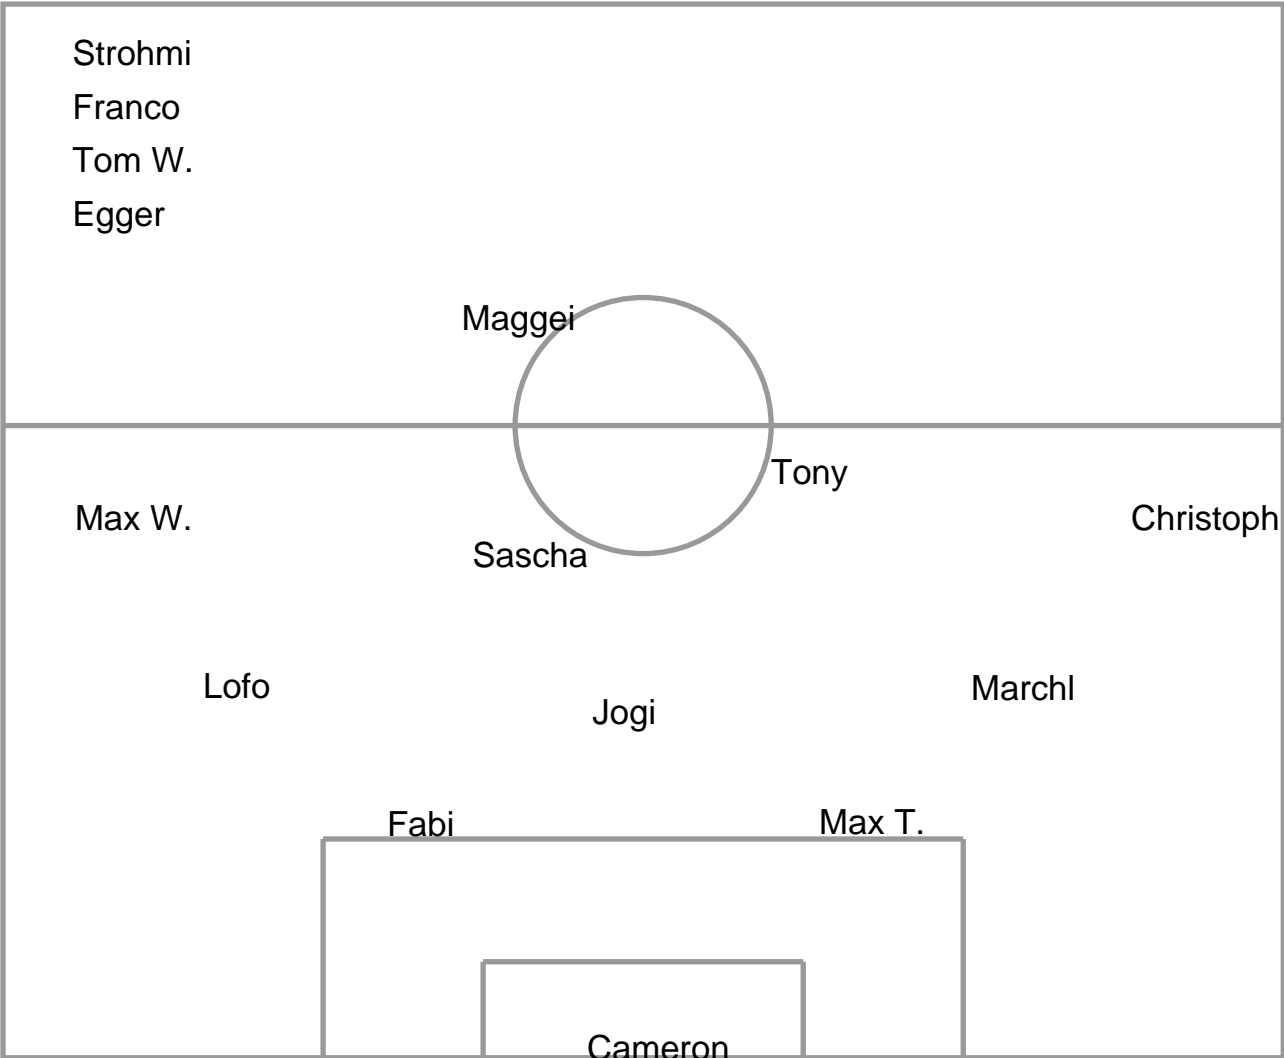 Strohmi
Franco
Tom W.
Egger
Maggei
Tony
Max W.
Christoph
Sascha
Lofo
Marchl
Jogi
Fabi
Max T.
Cameron